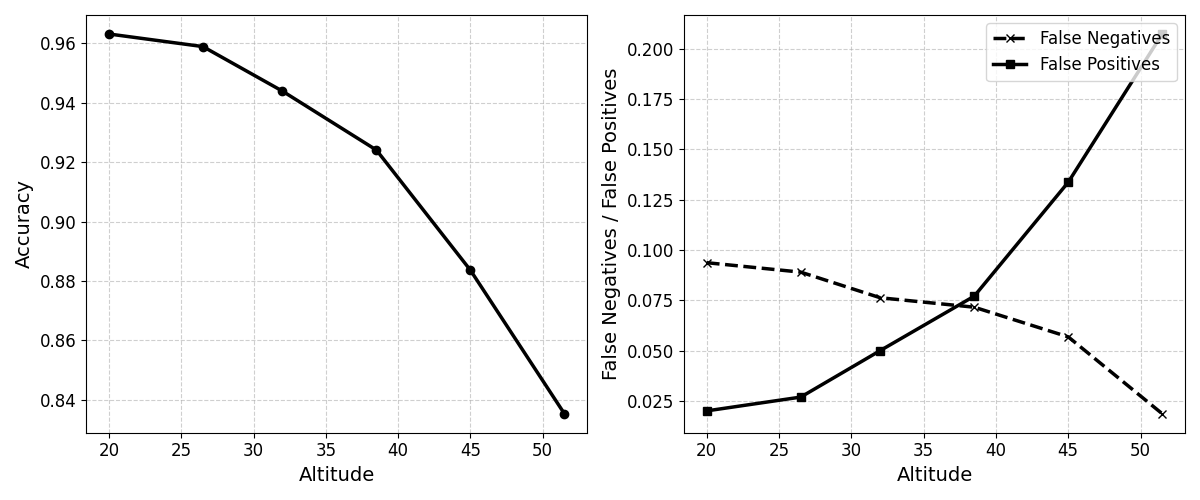 0.96
0.94
0.92
0.90
0.88
0.86
0.84
Accuracy
20 25 30 35 40 45 50
Altitude
0.200
0.175
0.150
0.125
0.100
0.075
0.050
0.025
False Negatives / False Positives
False Negatives
False Positives
20 25 30 35 40 45 50
Altitude